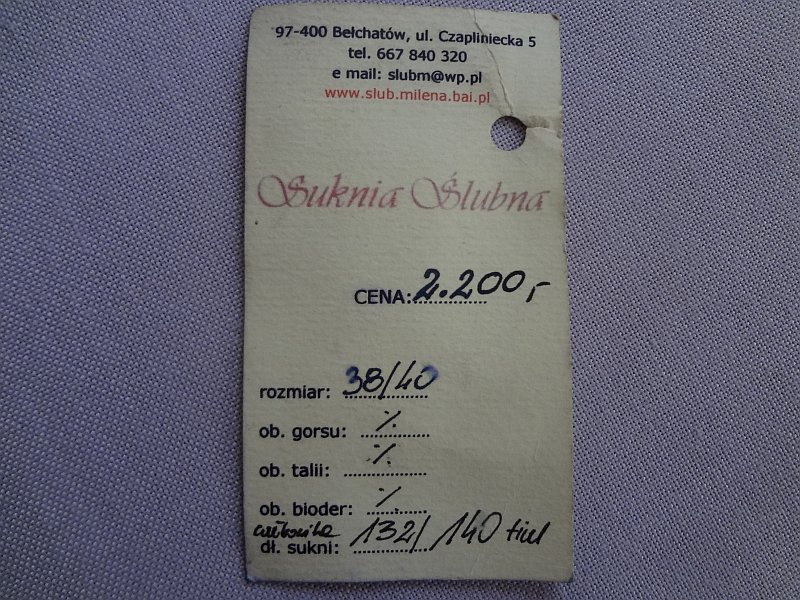 97-400 Bełchatów, ul. Czapliniecka 5
tel. 667 840 320
e mail: slubm@wp.pl
www.slub.milena.bai.pl
Suknia Ślubna
CENA: 2.200,-
rozmiar: 38/40
ob. gorsu: ⁒
ob. talii: ⁒
ob. bioder: ⁒
dł. sukni: 132/140